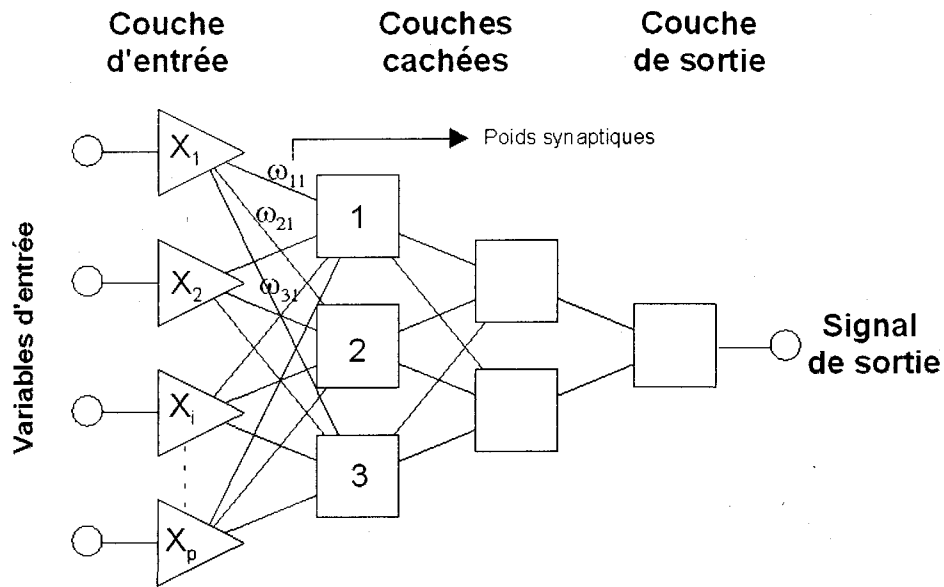 Couche
d'entrée
Couches
cachées
Couche
de sortie
Poids synaptiques
Variables d'entrée
X1
X2
Xi
Xp
ω11
ω21
ω31
1
2
3
Signal
de sortie